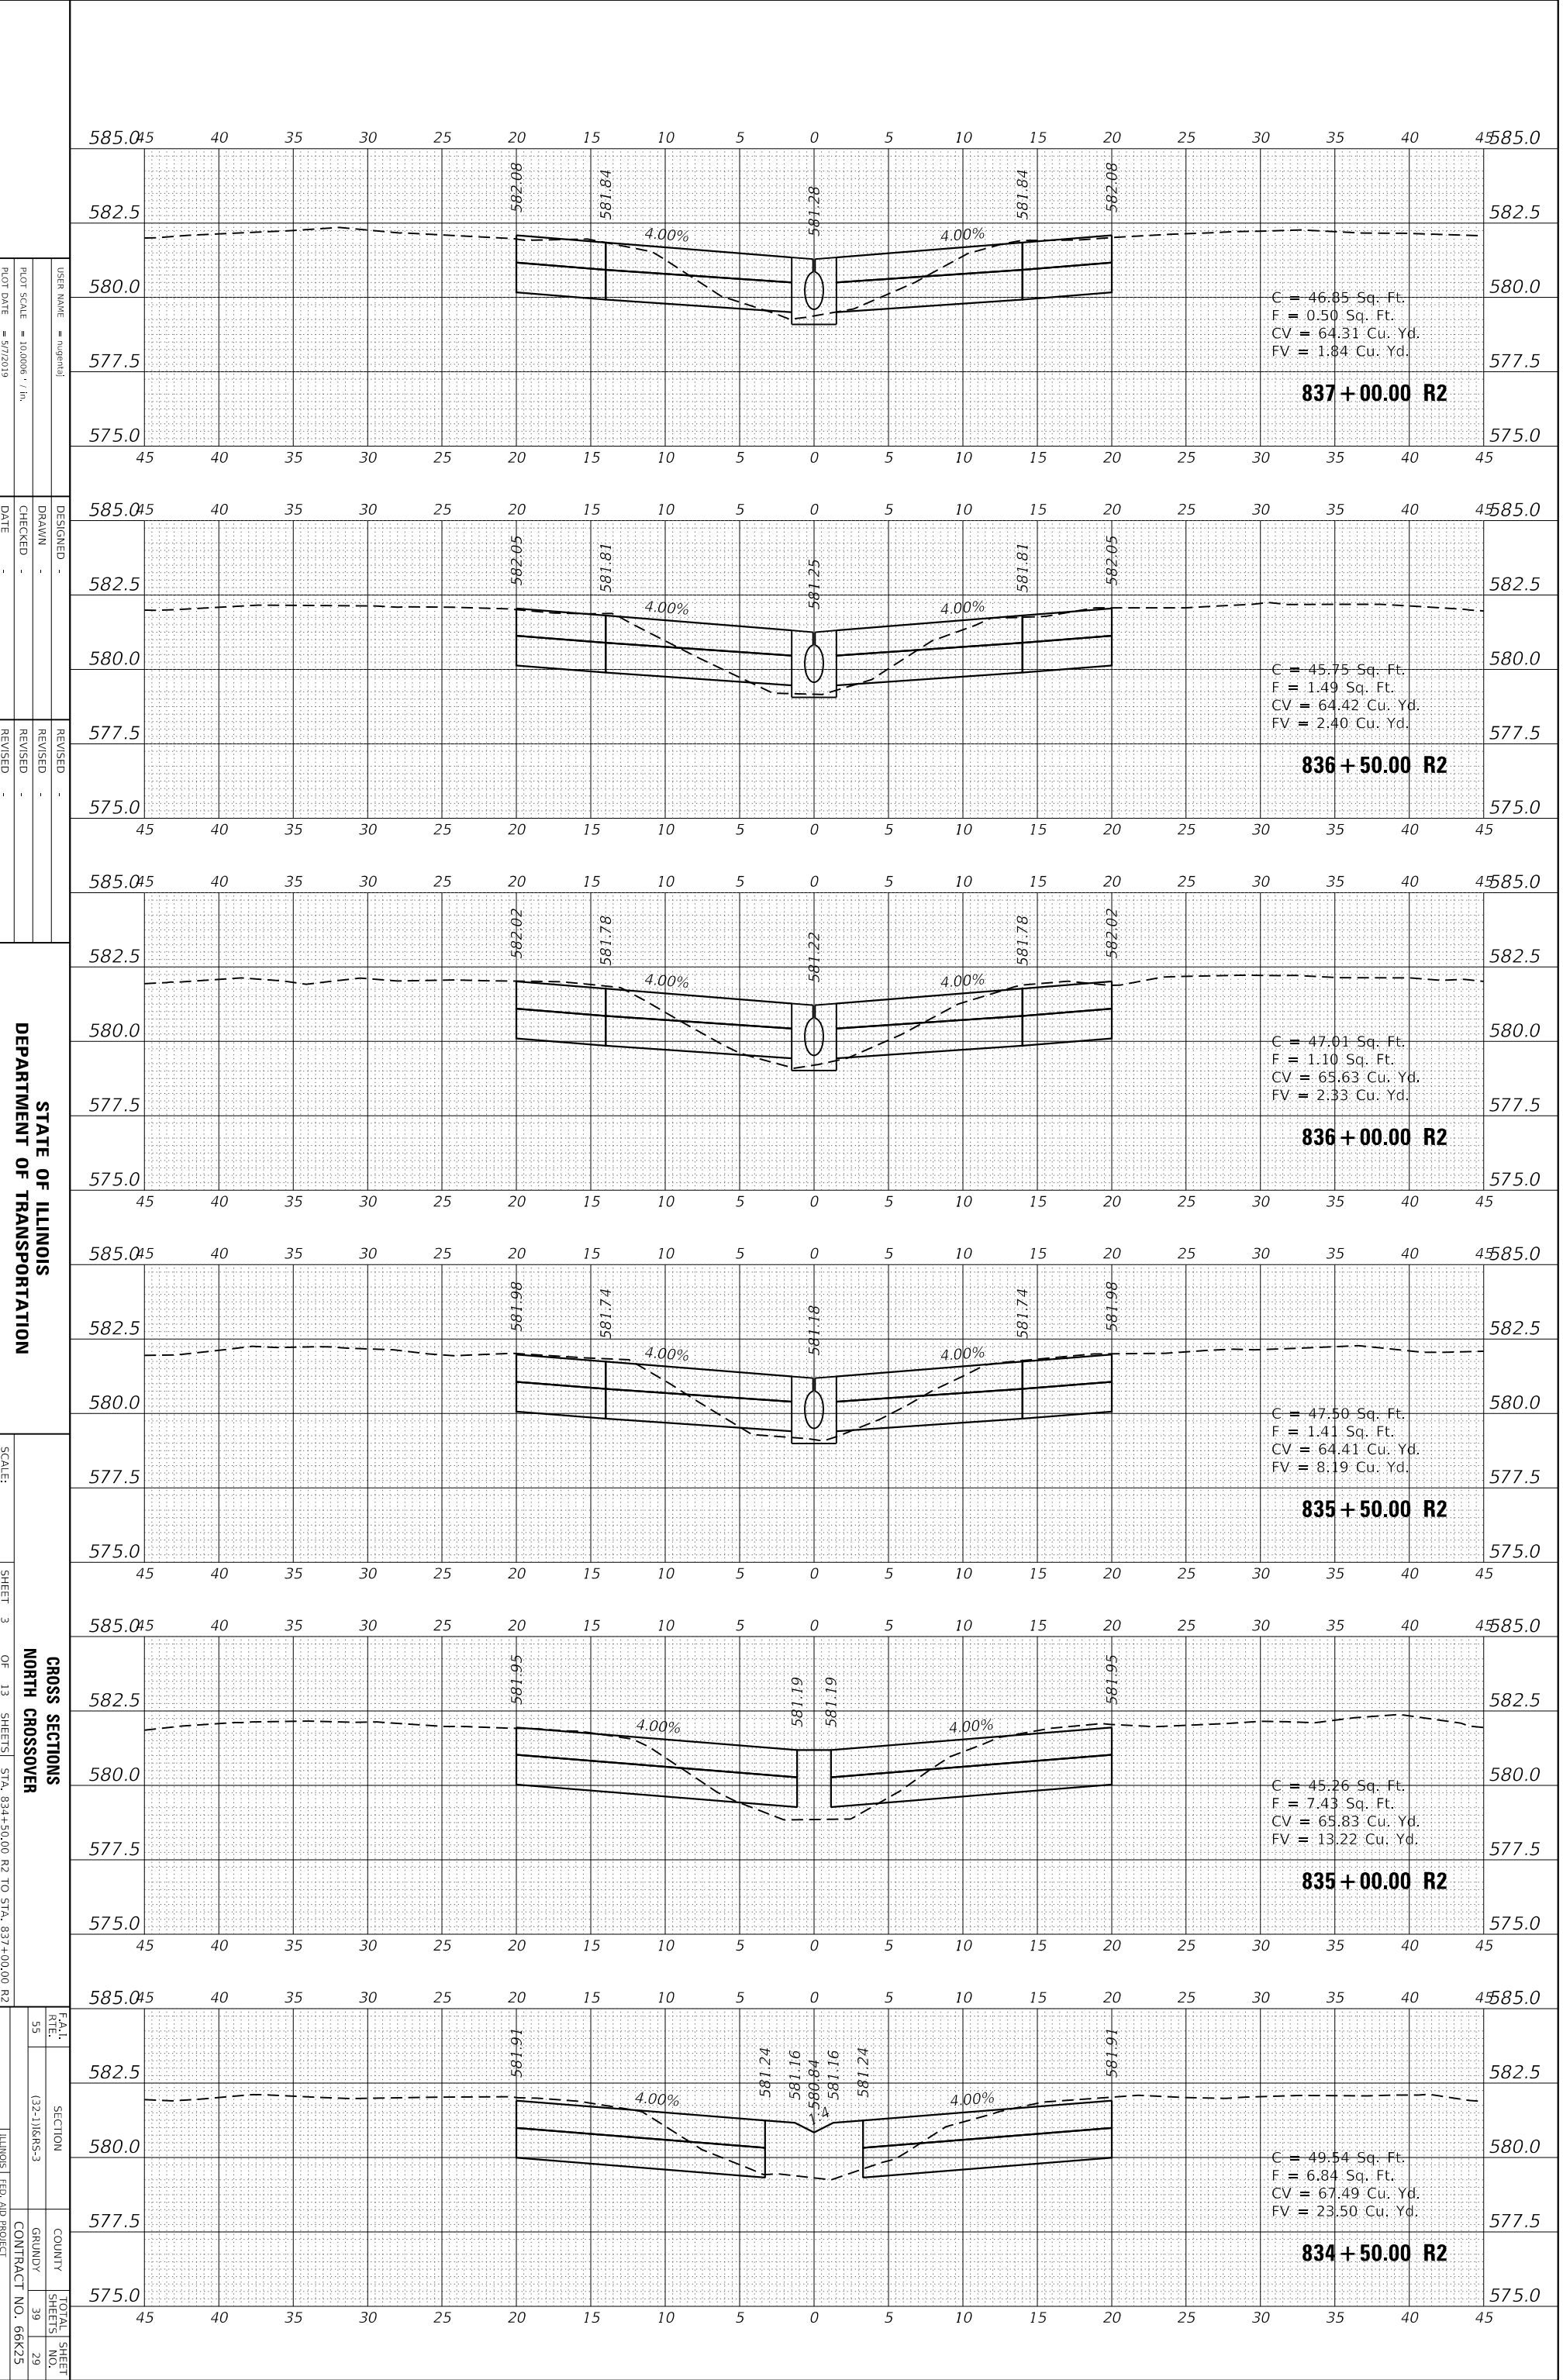 585.0 45 40 35 30 25 20 15 10 5 0 5 10 15 20 25 30 35 40 45 585.0
582.08 581.84 581.28 581.84 582.08
582.5 582.5
4.00% 4.00%
580.0 580.0
C = 46.85 Sq. Ft.
F = 0.50 Sq. Ft.
CV = 64.31 Cu. Yd.
FV = 1.84 Cu. Yd.
577.5 577.5
837+00.00 R2
575.0 575.0
45 40 35 30 25 20 15 10 5 0 5 10 15 20 25 30 35 40 45
585.0 45 40 35 30 25 20 15 10 5 0 5 10 15 20 25 30 35 40 45 585.0
582.05 581.81 581.25 581.81 582.05
582.5 582.5
4.00% 4.00%
580.0 580.0
C = 45.75 Sq. Ft.
F = 1.49 Sq. Ft.
CV = 64.42 Cu. Yd.
FV = 2.40 Cu. Yd.
577.5 577.5
836+50.00 R2
575.0 575.0
45 40 35 30 25 20 15 10 5 0 5 10 15 20 25 30 35 40 45
585.0 45 40 35 30 25 20 15 10 5 0 5 10 15 20 25 30 35 40 45 585.0
582.02 581.78 581.22 581.78 582.02
582.5 582.5
4.00% 4.00%
580.0 580.0
C = 47.01 Sq. Ft.
F = 1.10 Sq. Ft.
CV = 65.63 Cu. Yd.
FV = 2.33 Cu. Yd.
577.5 577.5
836+00.00 R2
575.0 575.0
45 40 35 30 25 20 15 10 5 0 5 10 15 20 25 30 35 40 45
585.0 45 40 35 30 25 20 15 10 5 0 5 10 15 20 25 30 35 40 45 585.0
581.98 581.74 581.18 581.74 581.98
582.5 582.5
4.00% 4.00%
580.0 580.0
C = 47.50 Sq. Ft.
F = 1.41 Sq. Ft.
CV = 64.41 Cu. Yd.
FV = 8.19 Cu. Yd.
577.5 577.5
835+50.00 R2
575.0 575.0
45 40 35 30 25 20 15 10 5 0 5 10 15 20 25 30 35 40 45
585.0 45 40 35 30 25 20 15 10 5 0 5 10 15 20 25 30 35 40 45 585.0
581.95 581.19 581.19 581.95
582.5 582.5
4.00% 4.00%
580.0 580.0
C = 45.26 Sq. Ft.
F = 7.43 Sq. Ft.
CV = 65.83 Cu. Yd.
FV = 13.22 Cu. Yd.
577.5 577.5
835+00.00 R2
575.0 575.0
45 40 35 30 25 20 15 10 5 0 5 10 15 20 25 30 35 40 45
585.0 45 40 35 30 25 20 15 10 5 0 5 10 15 20 25 30 35 40 45 585.0
581.91 581.24 581.16 580.84 581.16 581.24 581.91
582.5 582.5
4.00% 1:4 4.00%
580.0 580.0
C = 49.54 Sq. Ft.
F = 6.84 Sq. Ft.
CV = 67.49 Cu. Yd.
FV = 23.50 Cu. Yd.
577.5 577.5
834+50.00 R2
575.0 575.0
45 40 35 30 25 20 15 10 5 0 5 10 15 20 25 30 35 40 45
USER NAME = nugentaj
PLOT SCALE = 10.0006 ' / in.
PLOT DATE = 5/7/2019
DESIGNED -
DRAWN -
CHECKED -
DATE -
REVISED -
REVISED -
REVISED -
REVISED -
STATE OF ILLINOIS
DEPARTMENT OF TRANSPORTATION
CROSS SECTIONS
NORTH CROSSOVER
SCALE: SHEET 3 OF 13 SHEETS STA. 834+50.00 R2 TO STA. 837+00.00 R2
F.A.I. RTE. SECTION COUNTY TOTAL SHEETS SHEET NO.
55 (32-1)I&RS-3 GRUNDY 39 29
CONTRACT NO. 66K25
ILLINOIS FED. AID PROJECT